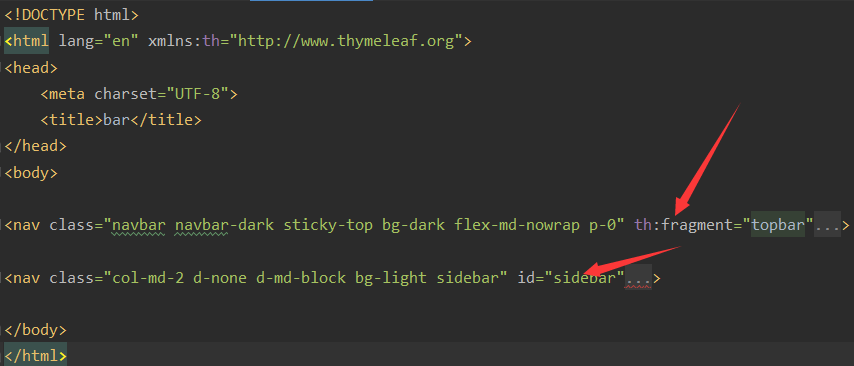 <!DOCTYPE html>
<html lang="en" xmlns:th="http://www.thymeleaf.org">
<head>
    <meta charset="UTF-8">
    <title>bar</title>
</head>
<body>
<nav class="navbar navbar-dark sticky-top bg-dark flex-md-nowrap p-0" th:fragment="topbar"...>
<nav class="col-md-2 d-none d-md-block bg-light sidebar" id="sidebar"...>
</body>
</html>